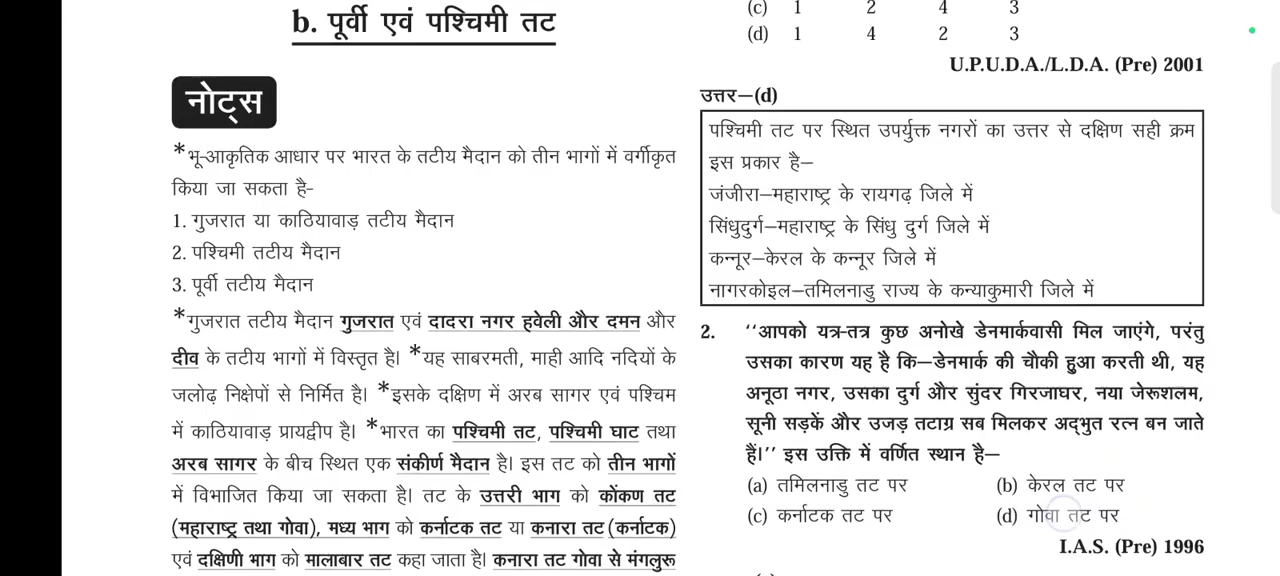 b. पूर्वी एवं पश्चिमी तट
नोट्स
*भू-आकृतिक आधार पर भारत के तटीय मैदान को तीन भागों में वर्गीकृत
किया जा सकता है-
1. गुजरात या काठियावाड़ तटीय मैदान
2. पश्चिमी तटीय मैदान
3. पूर्वी तटीय मैदान
*गुजरात तटीय मैदान गुजरात एवं दादरा नगर हवेली और दमन और
दीव के तटीय भागों में विस्तृत है। *यह साबरमती, माही आदि नदियों के
जलोढ़ निक्षेपों से निर्मित है। *इसके दक्षिण में अरब सागर एवं पश्चिम
में काठियावाड़ प्रायद्वीप है। *भारत का पश्चिमी तट, पश्चिमी घाट तथा
अरब सागर के बीच स्थित एक संकीर्ण मैदान है। इस तट को तीन भागों
में विभाजित किया जा सकता है। तट के उत्तरी भाग को कोंकण तट
(महाराष्ट्र तथा गोवा), मध्य भाग को कर्नाटक तट या कनारा तट (कर्नाटक)
एवं दक्षिणी भाग को मालाबार तट कहा जाता है। कनारा तट गोवा से मंगलुरू
(c) 1 2 4 3
(d) 1 4 2 3
U.P.U.D.A./L.D.A. (Pre) 2001
उत्तर–(d)
पश्चिमी तट पर स्थित उपर्युक्त नगरों का उत्तर से दक्षिण सही क्रम
इस प्रकार है–
जंजीरा–महाराष्ट्र के रायगढ़ जिले में
सिंधुदुर्ग–महाराष्ट्र के सिंधु दुर्ग जिले में
कन्नूर–केरल के कन्नूर जिले में
नागरकोइल–तमिलनाडु राज्य के कन्याकुमारी जिले में
2. ‘‘आपको यत्र-तत्र कुछ अनोखे डेनमार्कवासी मिल जाएंगे, परंतु
उसका कारण यह है कि–डेनमार्क की चौकी हुआ करती थी, यह
अनूठा नगर, उसका दुर्ग और सुंदर गिरजाघर, नया जेरूशलम,
सूनी सड़कें और उजड़ तटाग्र सब मिलकर अद्भुत रत्न बन जाते
हैं।’’ इस उक्ति में वर्णित स्थान है–
(a) तमिलनाडु तट पर (b) केरल तट पर
(c) कर्नाटक तट पर (d) गोवा तट पर
I.A.S. (Pre) 1996